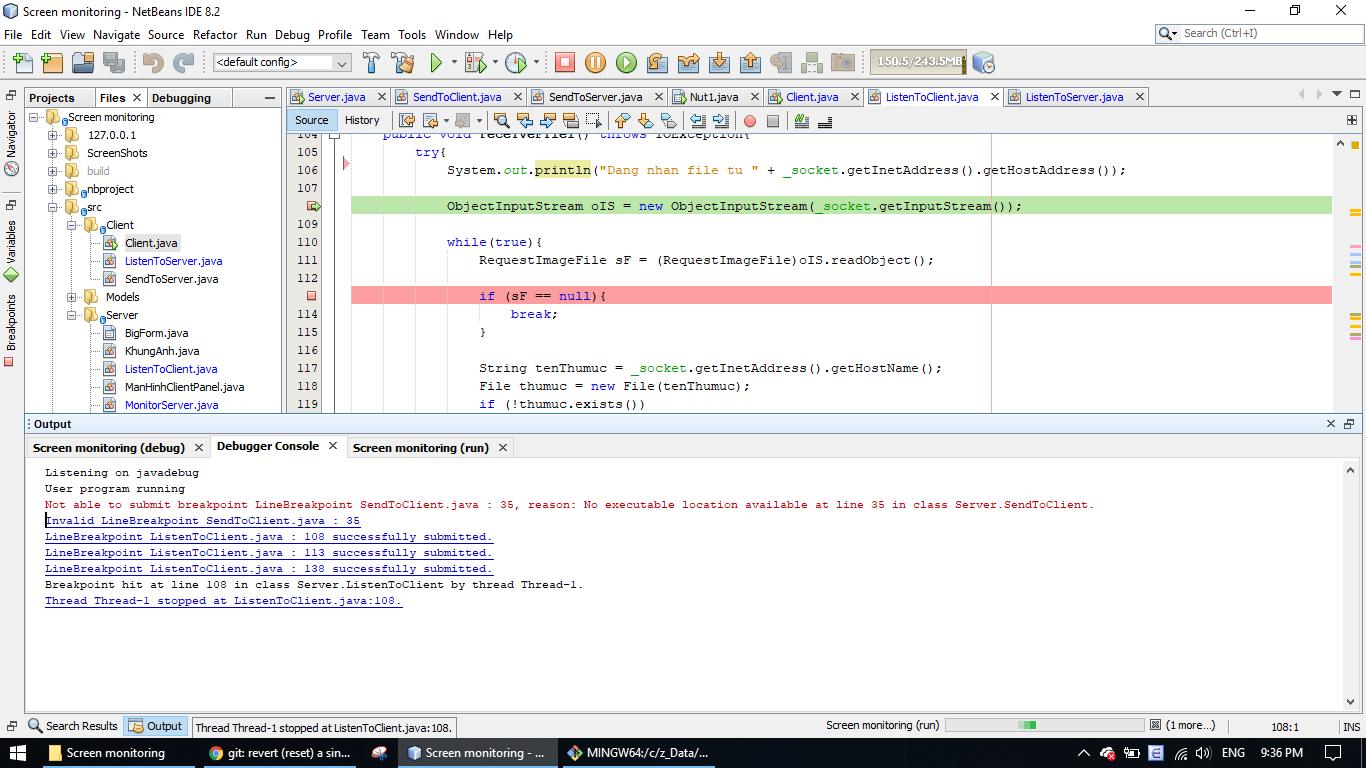 Screen monitoring - NetBeans IDE 8.2
File Edit View Navigate Source Refactor Run Debug Profile Team Tools Window Help
Search (Ctrl+I)
<default config>
150.5/243.5MB
Projects Files Debugging
Server.java SendToClient.java SendToServer.java Nut1.java Client.java ListenToClient.java ListenToServer.java
Source History
Navigator
Variables
Breakpoints
Screen monitoring
127.0.0.1
ScreenShots
build
nbproject
src
Client
Client.java
ListenToServer.java
SendToServer.java
Models
Server
BigForm.java
KhungAnh.java
ListenToClient.java
ManHinhClientPanel.java
MonitorServer.java
104 public void receiveFile() throws IOException{
105 try{
106 System.out.println("Dang nhan file tu " + _socket.getInetAddress().getHostAddress());
107
ObjectInputStream oIS = new ObjectInputStream(_socket.getInputStream());
109
110 while(true){
111 RequestImageFile sF = (RequestImageFile)oIS.readObject();
112
if (sF == null){
114 break;
115 }
116
117 String tenThumuc = _socket.getInetAddress().getHostName();
118 File thumuc = new File(tenThumuc);
119 if (!thumuc.exists())
Output
Screen monitoring (debug) Debugger Console Screen monitoring (run)
Listening on javadebug
User program running
Not able to submit breakpoint LineBreakpoint SendToClient.java : 35, reason: No executable location available at line 35 in class Server.SendToClient.
Invalid LineBreakpoint SendToClient.java : 35
LineBreakpoint ListenToClient.java : 108 successfully submitted.
LineBreakpoint ListenToClient.java : 113 successfully submitted.
LineBreakpoint ListenToClient.java : 138 successfully submitted.
Breakpoint hit at line 108 in class Server.ListenToClient by thread Thread-1.
Thread Thread-1 stopped at ListenToClient.java:108.
Search Results Output Thread Thread-1 stopped at ListenToClient.java:108. Screen monitoring (run) (1 more...) 108:1 INS
Screen monitoring git: revert (reset) a sin... Screen monitoring - ... MINGW64:/c/z_Data/... ENG 9:36 PM